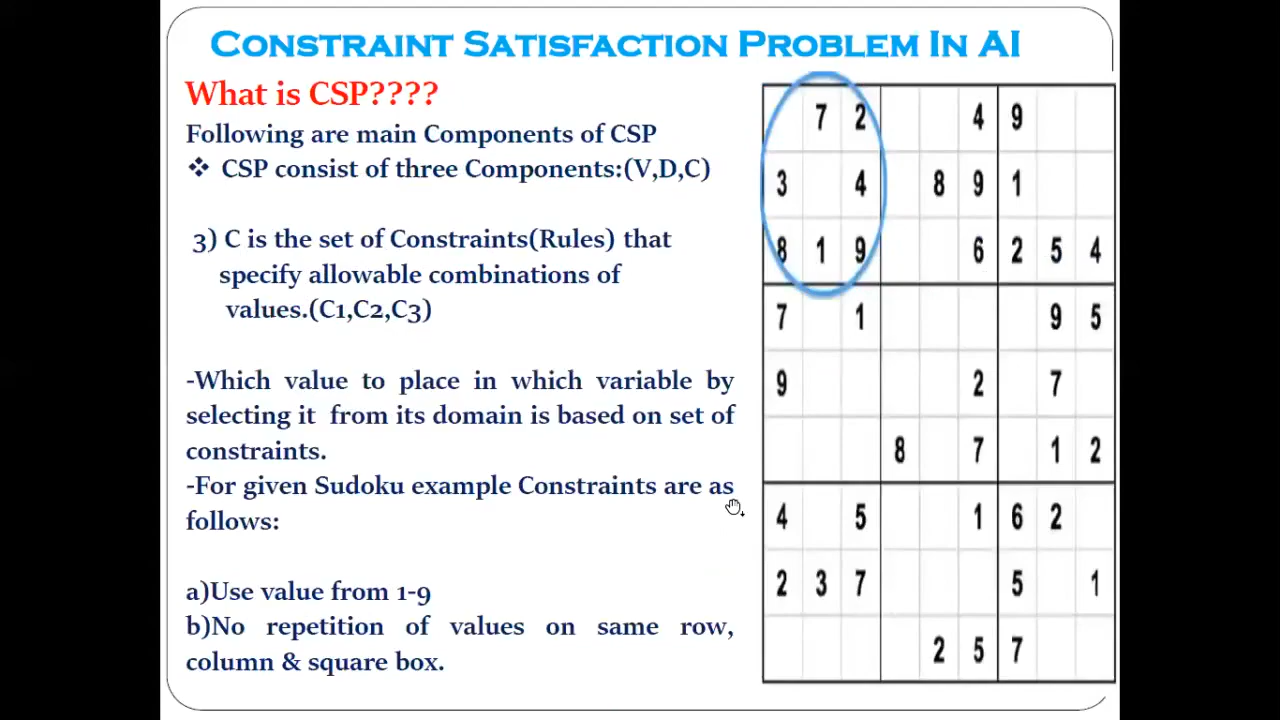 CONSTRAINT SATISFACTION PROBLEM IN AI
What is CSP????
Following are main Components of CSP
❖ CSP consist of three Components:(V,D,C)
3) C is the set of Constraints(Rules) that
specify allowable combinations of
values.(C1,C2,C3)
-Which value to place in which variable by
selecting it from its domain is based on set of
constraints.
-For given Sudoku example Constraints are as
follows:
a)Use value from 1-9
b)No repetition of values on same row,
column & square box.
7 2 4 9
3 4 8 9 1
8 1 9 6 2 5 4
7 1 9 5
9 2 7
8 7 1 2
4 5 1 6 2
2 3 7 5 1
2 5 7